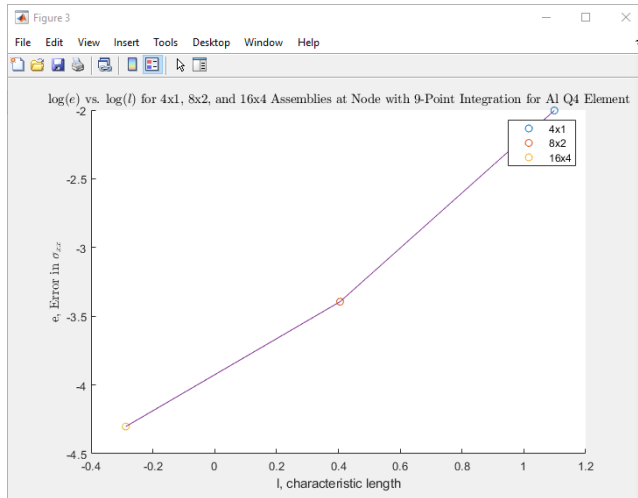 Figure 3
File Edit View Insert Tools Desktop Window Help
log(e) vs. log(l) for 4x1, 8x2, and 16x4 Assemblies at Node with 9-Point Integration for Al Q4 Element
4x1
8x2
16x4
e, Error in σxx
-2
-2.5
-3
-3.5
-4
-4.5
-0.4 -0.2 0 0.2 0.4 0.6 0.8 1 1.2
l, characteristic length